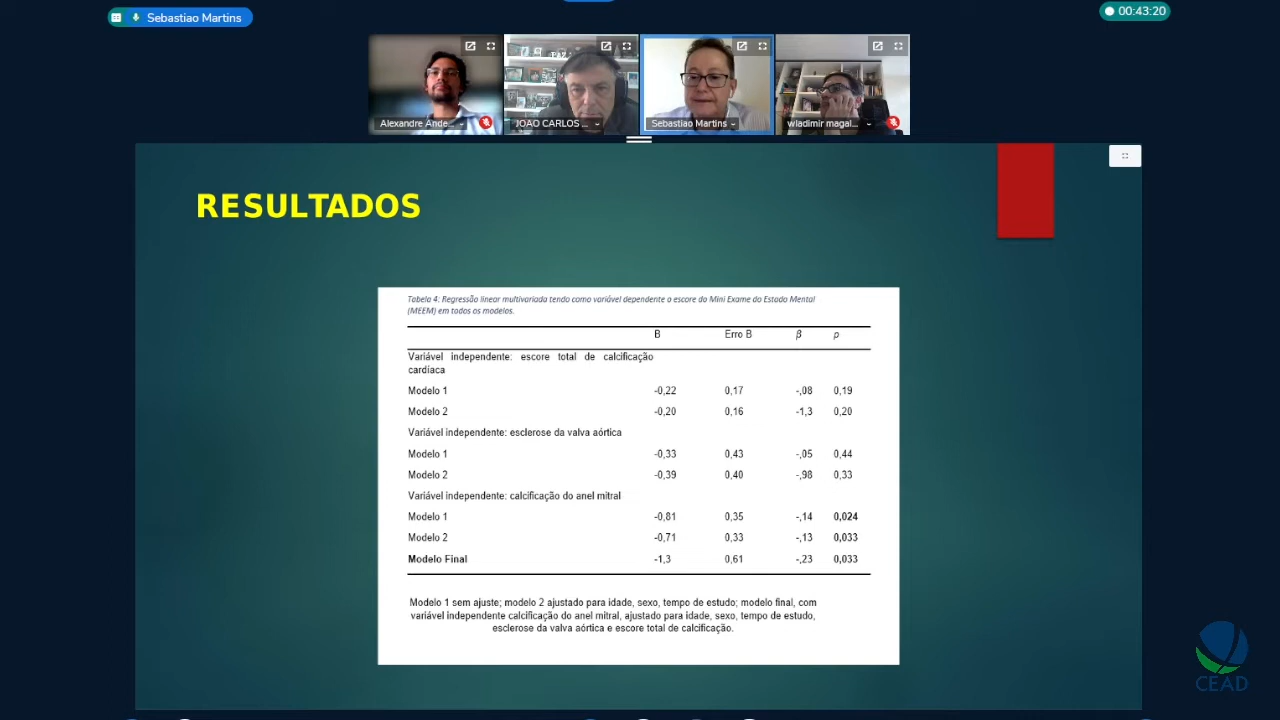 Sebastiao Martins
00:43:20
Alexandre Ande...
JOAO CARLOS ...
Sebastiao Martins
wladimir magal...
RESULTADOS
Tabela 4: Regressão linear multivariada tendo como variável dependente o escore do Mini Exame do Estado Mental
(MEEM) em todos os modelos.
B Erro B β p
Variável independente: escore total de calcificação
cardíaca
Modelo 1 -0,22 0,17 -,08 0,19
Modelo 2 -0,20 0,16 -1,3 0,20
Variável independente: esclerose da valva aórtica
Modelo 1 -0,33 0,43 -,05 0,44
Modelo 2 -0,39 0,40 -,98 0,33
Variável independente: calcificação do anel mitral
Modelo 1 -0,81 0,35 -,14 0,024
Modelo 2 -0,71 0,33 -,13 0,033
Modelo Final -1,3 0,61 -,23 0,033
Modelo 1 sem ajuste; modelo 2 ajustado para idade, sexo, tempo de estudo; modelo final, com
variável independente calcificação do anel mitral, ajustado para idade, sexo, tempo de estudo,
esclerose da valva aórtica e escore total de calcificação.
CEAD